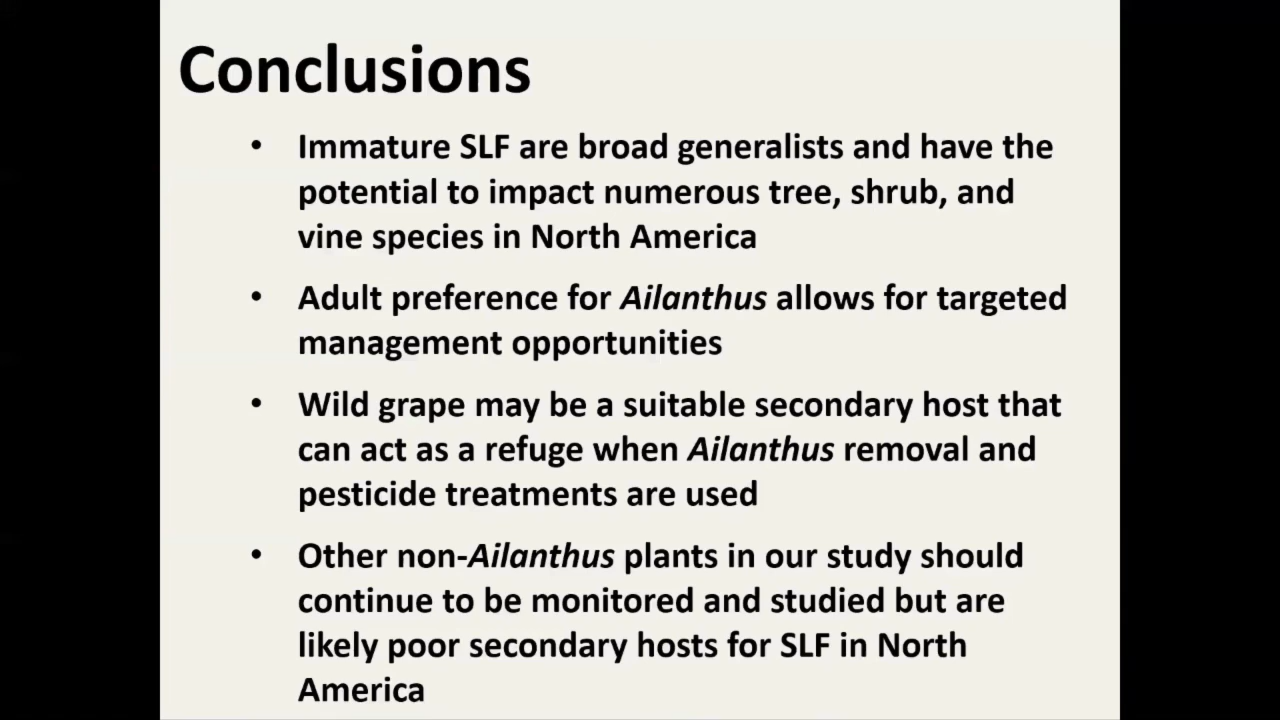 Conclusions
• Immature SLF are broad generalists and have the
potential to impact numerous tree, shrub, and
vine species in North America
• Adult preference for Ailanthus allows for targeted
management opportunities
• Wild grape may be a suitable secondary host that
can act as a refuge when Ailanthus removal and
pesticide treatments are used
• Other non-Ailanthus plants in our study should
continue to be monitored and studied but are
likely poor secondary hosts for SLF in North
America